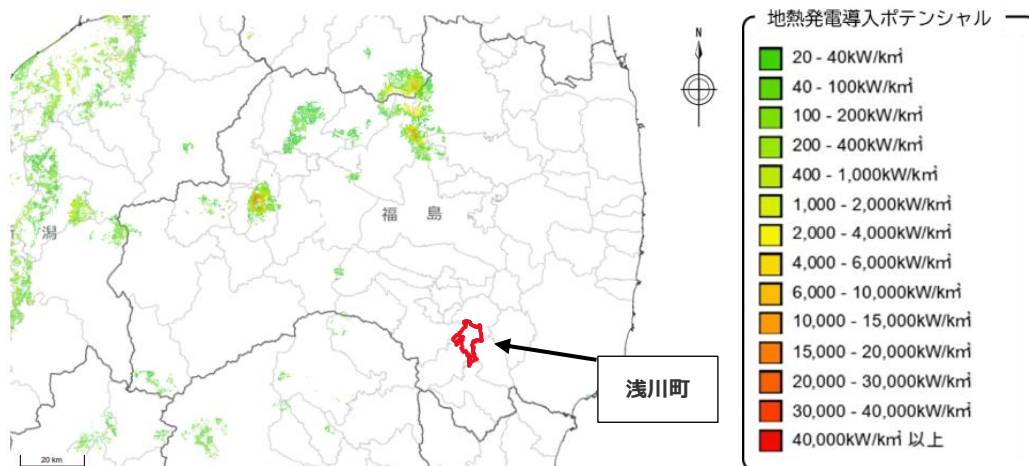 地熱発電導入ポテンシャル
20 - 40kW/k㎡
40 - 100kW/k㎡
100 - 200kW/k㎡
200 - 400kW/k㎡
400 - 1,000kW/k㎡
1,000 - 2,000kW/k㎡
2,000 - 4,000kW/k㎡
4,000 - 6,000kW/k㎡
6,000 - 10,000kW/k㎡
10,000 - 15,000kW/k㎡
15,000 - 20,000kW/k㎡
20,000 - 30,000kW/k㎡
30,000 - 40,000kW/k㎡
40,000kW/k㎡ 以上
N
福 島
潟
浅川町
20 km